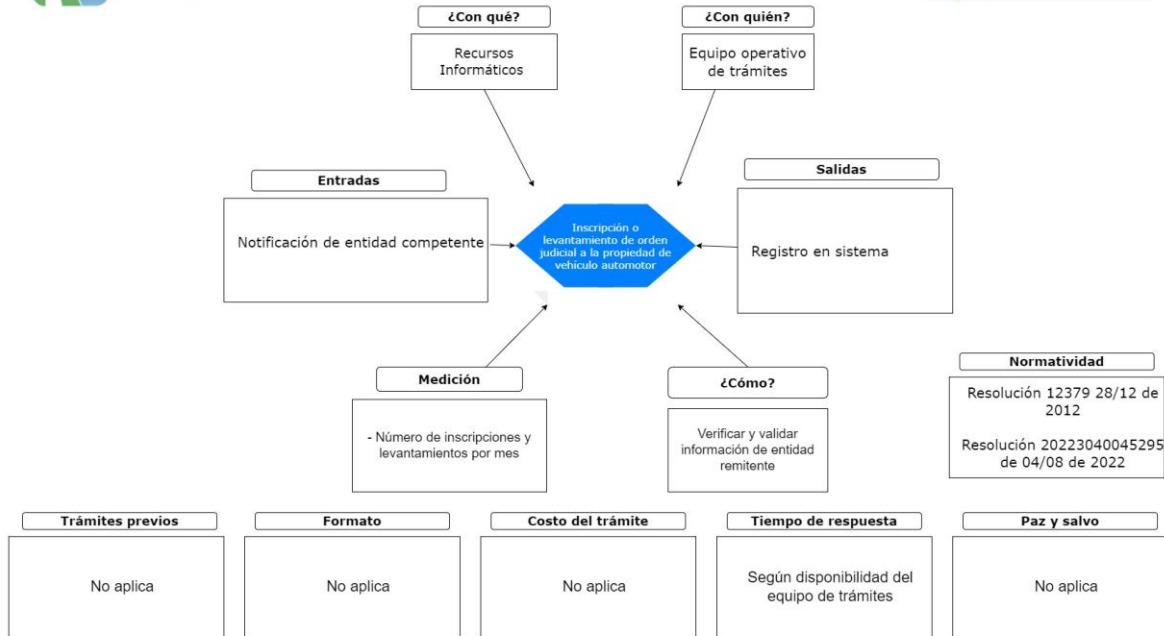 ¿Con qué?
Recursos
Informáticos
¿Con quién?
Equipo operativo
de trámites
Entradas
Notificación de entidad competente
Inscripción o
levantamiento de orden
judicial a la propiedad de
vehículo automotor
Salidas
Registro en sistema
Medición
- Número de inscripciones y
levantamientos por mes
¿Cómo?
Verificar y validar
información de entidad
remitente
Normatividad
Resolución 12379 28/12 de
2012
Resolución 20223040045295
de 04/08 de 2022
Trámites previos
No aplica
Formato
No aplica
Costo del trámite
No aplica
Tiempo de respuesta
Según disponibilidad del
equipo de trámites
Paz y salvo
No aplica